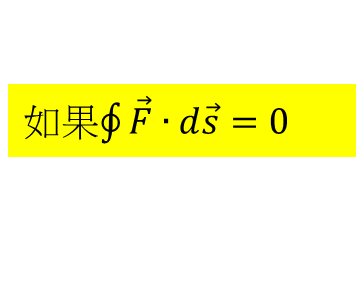 如果∮ F⃗ · ds⃗ = 0